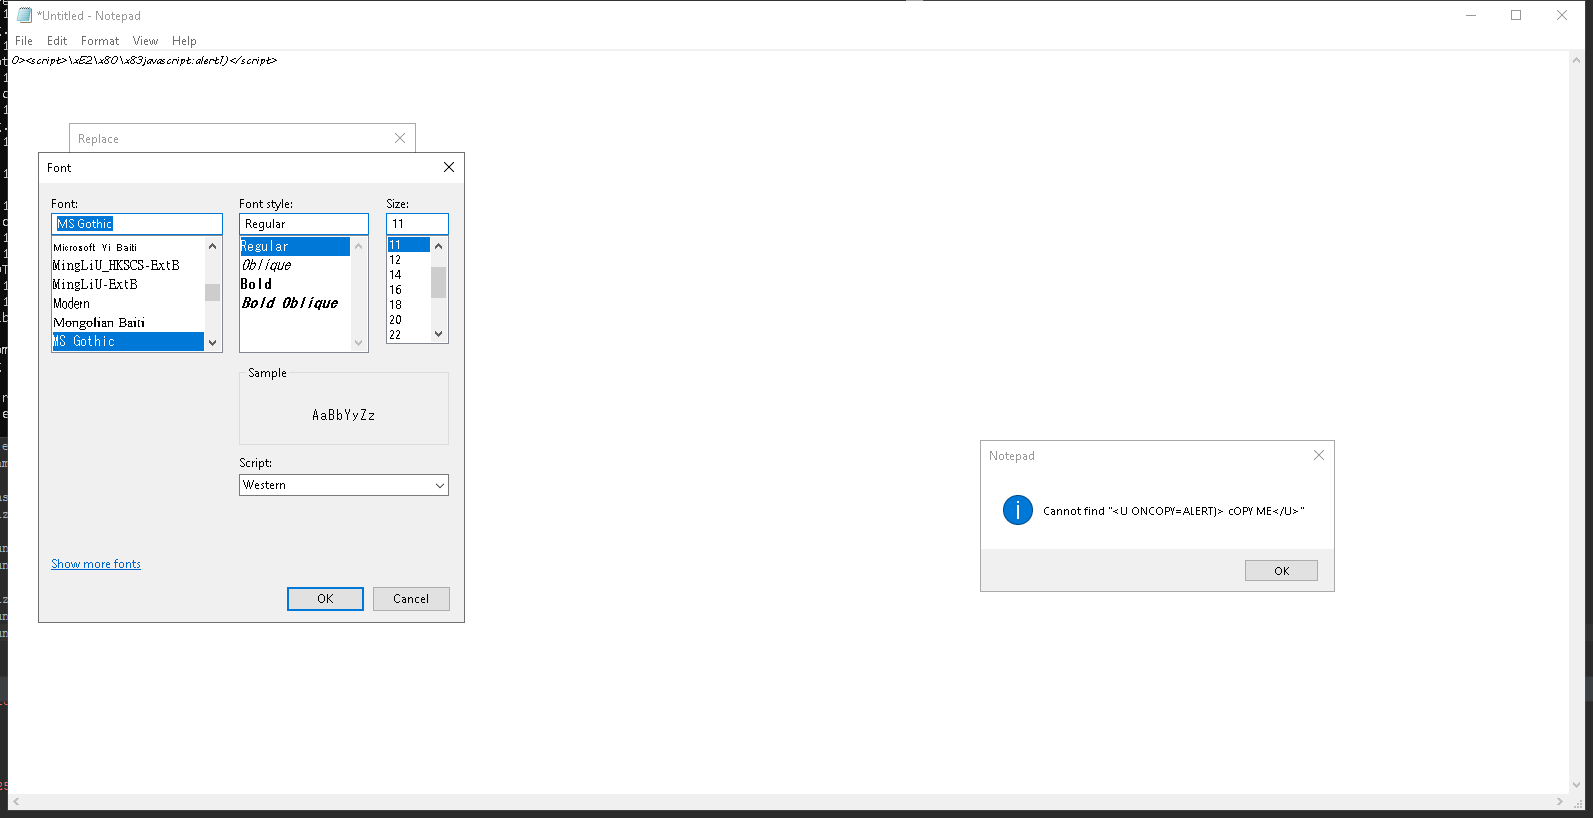 *Untitled - Notepad
File Edit Format View Help
O><script>\xE2\x80\x83javascript:alert1)</script>
Replace
Font
Font: Font style: Size:
MS Gothic Regular 11
Microsoft Yi Baiti
MingLiU_HKSCS-ExtB
MingLiU-ExtB
Modern
Mongolian Baiti
MS Gothic
Regular
Oblique
Bold
Bold Oblique
11
12
14
16
18
20
22
Sample
AaBbYyZz
Script:
Western
Show more fonts
OK Cancel
Notepad
Cannot find "<U ONCOPY=ALERT)> cOPY ME</U>"
OK